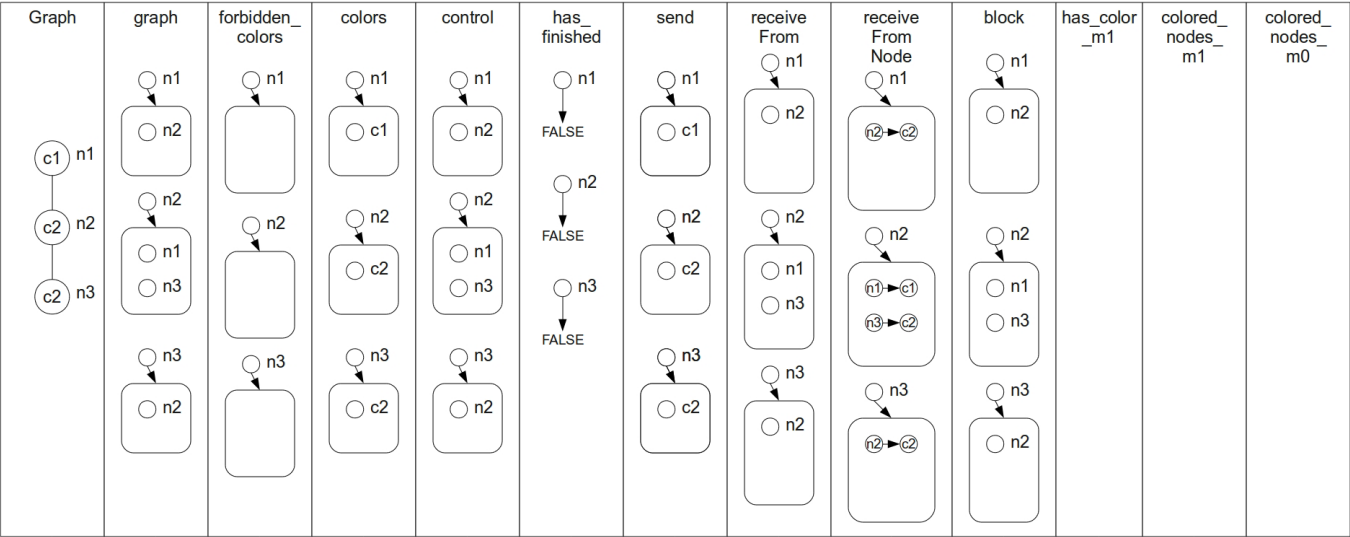 Graph
c1 n1
c2 n2
c2 n3
graph
n1
n2
n2
n1
n3
n3
n2
forbidden_
colors
n1
n2
n3
colors
n1
c1
n2
c2
n3
c2
control
n1
n2
n2
n1
n3
n3
n2
has_
finished
n1
FALSE
n2
FALSE
n3
FALSE
send
n1
c1
n2
c2
n3
c2
receive
From
n1
n2
n2
n1
n3
n3
n2
receive
From
Node
n1
n2 c2
n2
n1 c1
n3 c2
n3
n2 c2
block
n1
n2
n2
n1
n3
n3
n2
has_color
_m1
colored_
nodes_
m1
colored_
nodes_
m0